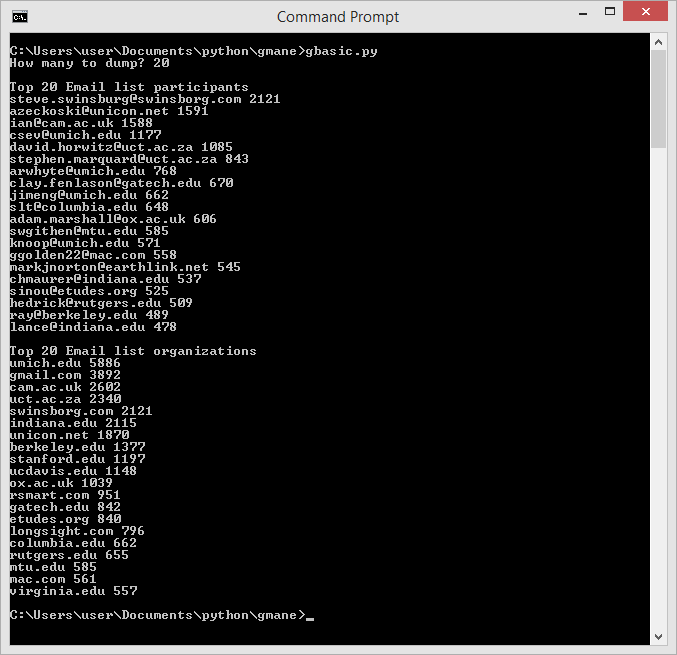 Command Prompt
C:\Users\user\Documents\python\gmane>gbasic.py
How many to dump? 20
Top 20 Email list participants
steve.swinsburg@swinsborg.com 2121
azeckoski@unicon.net 1591
ian@cam.ac.uk 1588
csev@umich.edu 1177
david.horwitz@uct.ac.za 1085
stephen.marquard@uct.ac.za 843
arwhyte@umich.edu 768
clay.fenlason@gatech.edu 670
jimeng@umich.edu 662
slt@columbia.edu 648
adam.marshall@ox.ac.uk 606
swgithen@mtu.edu 585
knoop@umich.edu 571
ggolden22@mac.com 558
markjnorton@earthlink.net 545
chmaurer@indiana.edu 537
sinou@etudes.org 525
hedrick@rutgers.edu 509
ray@berkeley.edu 489
lance@indiana.edu 478
Top 20 Email list organizations
umich.edu 5886
gmail.com 3892
cam.ac.uk 2602
uct.ac.za 2340
swinsborg.com 2121
indiana.edu 2115
unicon.net 1870
berkeley.edu 1377
stanford.edu 1197
ucdavis.edu 1148
ox.ac.uk 1039
rsmart.com 951
gatech.edu 842
etudes.org 840
longsight.com 796
columbia.edu 662
rutgers.edu 655
mtu.edu 585
mac.com 561
virginia.edu 557
C:\Users\user\Documents\python\gmane>_